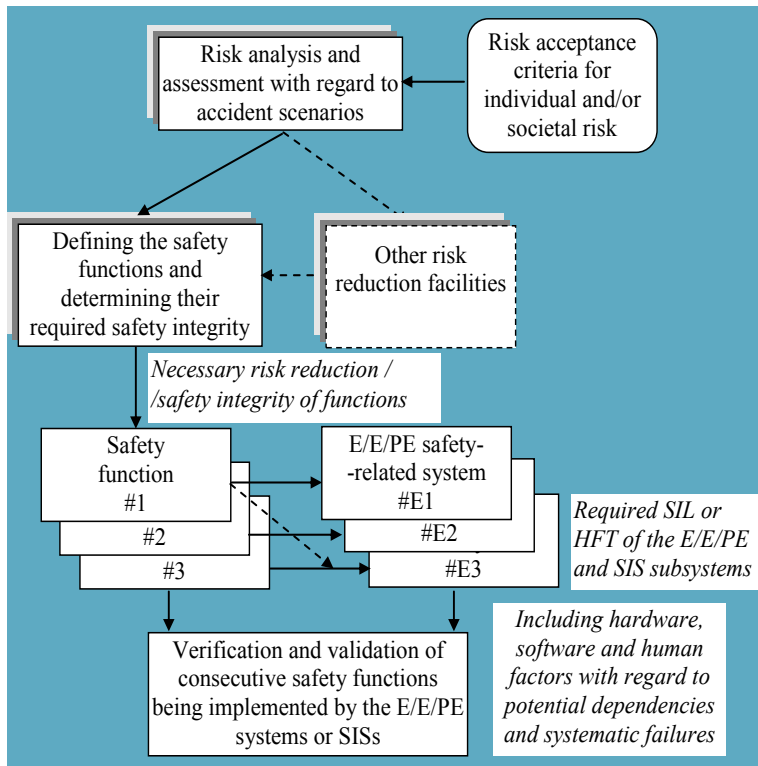 Risk analysis and
assessment with regard to
accident scenarios
Risk acceptance
criteria for
individual and/or
societal risk
Defining the safety
functions and
determining their
required safety integrity
Other risk
reduction facilities
Necessary risk reduction /
/safety integrity of functions
Safety
function
#1
#2
#3
E/E/PE safety-
-related system
#E1
#E2
#E3
Required SIL or
HFT of the E/E/PE
and SIS subsystems
Verification and validation of
consecutive safety functions
being implemented by the E/E/PE
systems or SISs
Including hardware,
software and human
factors with regard to
potential dependencies
and systematic failures